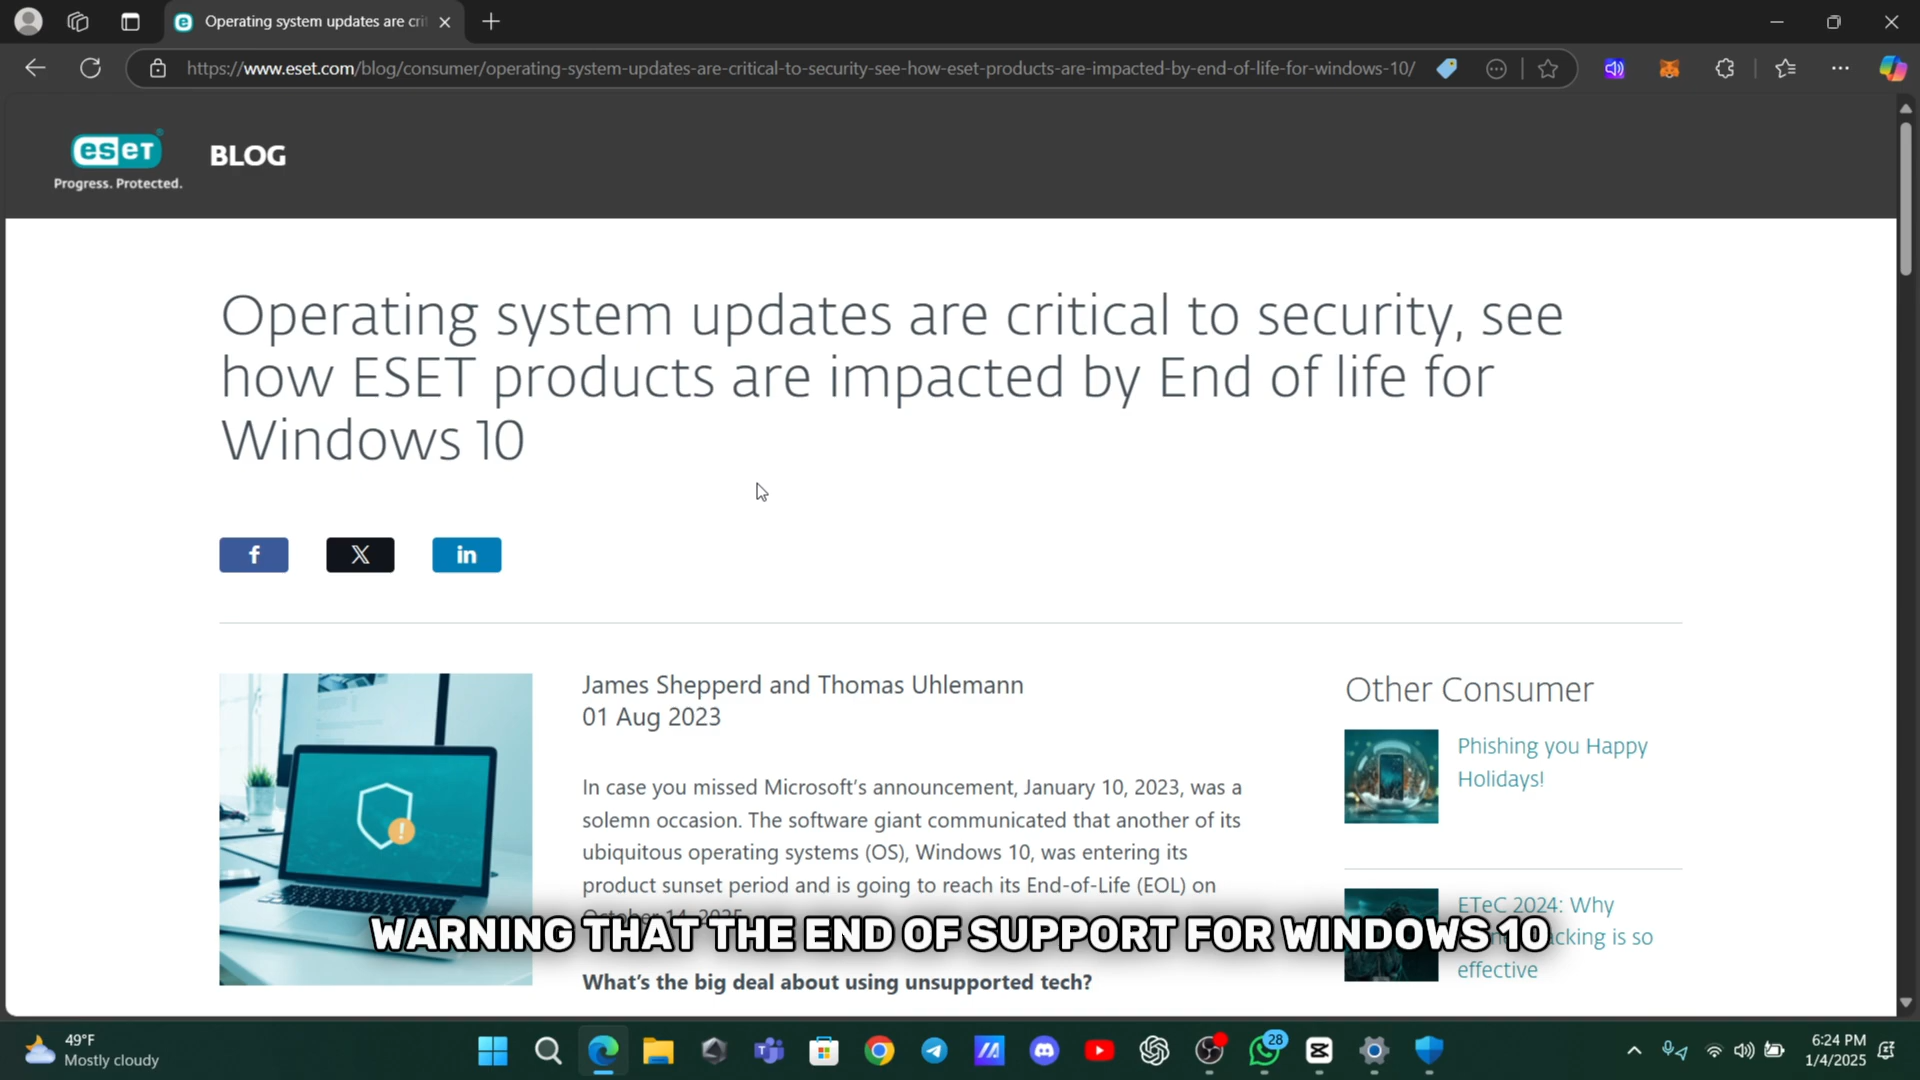 Operating system updates are cri
https://www.eset.com/blog/consumer/operating-system-updates-are-critical-to-security-see-how-eset-products-are-impacted-by-end-of-life-for-windows-10/
eset
Progress. Protected.
BLOG
Operating system updates are critical to security, see
how ESET products are impacted by End of life for
Windows 10
f
X
in
James Shepperd and Thomas Uhlemann
01 Aug 2023
In case you missed Microsoft's announcement, January 10, 2023, was a
solemn occasion. The software giant communicated that another of its
ubiquitous operating systems (OS), Windows 10, was entering its
product sunset period and is going to reach its End-of-Life (EOL) on
October 14, 2025.
What's the big deal about using unsupported tech?
Other Consumer
Phishing you Happy
Holidays!
ETeC 2024: Why
is so
effective
WARNING THAT THE END OF SUPPORT FOR WINDOWS 10
49°F
Mostly cloudy
28
6:24 PM
1/4/2025